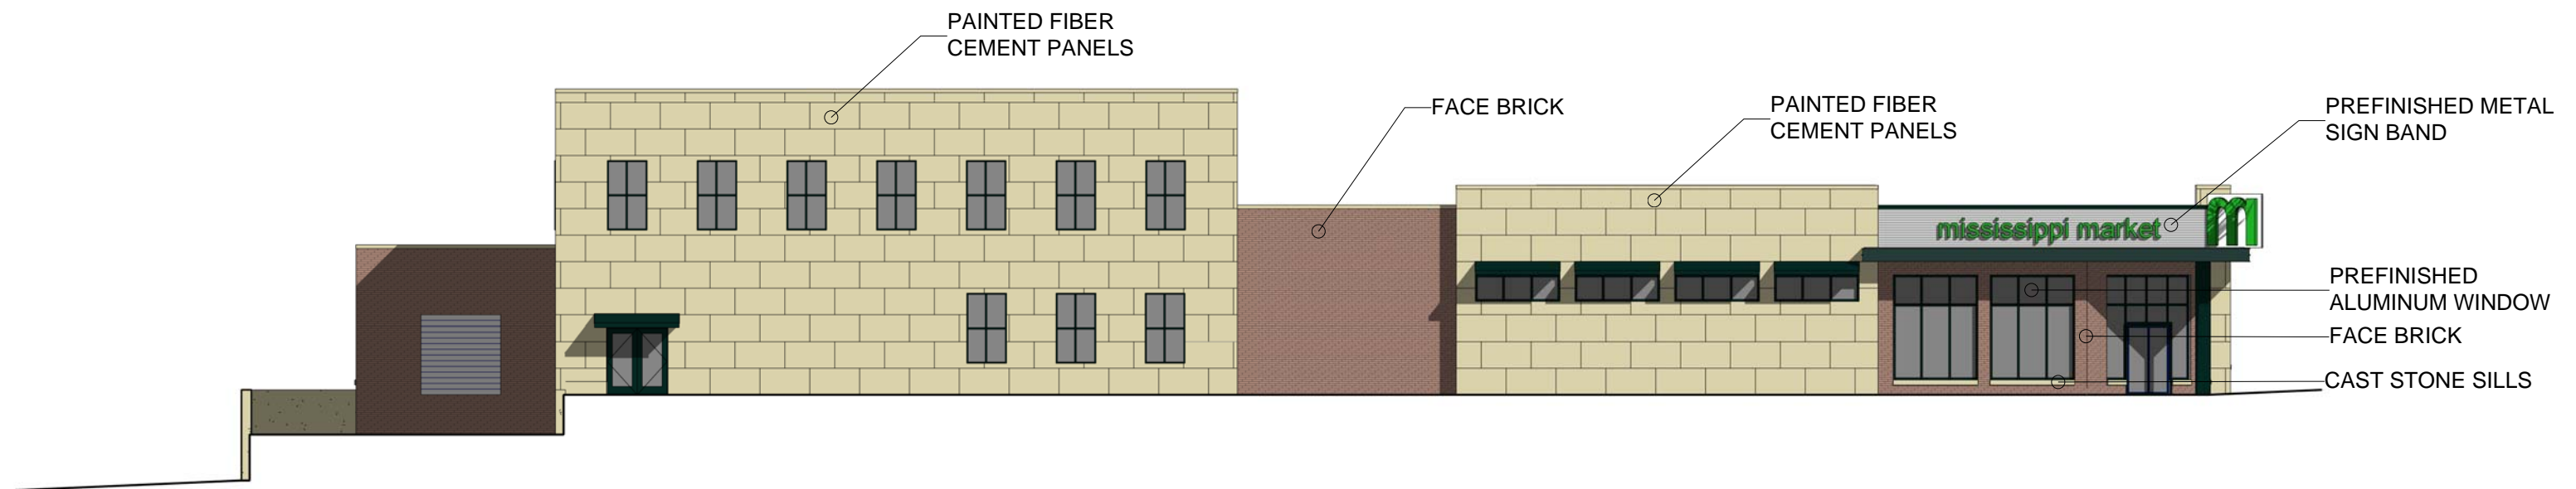 PAINTED FIBER
CEMENT PANELS
FACE BRICK
PAINTED FIBER
CEMENT PANELS
PREFINISHED METAL
SIGN BAND
mississippi market
m
PREFINISHED
ALUMINUM WINDOW
FACE BRICK
CAST STONE SILLS